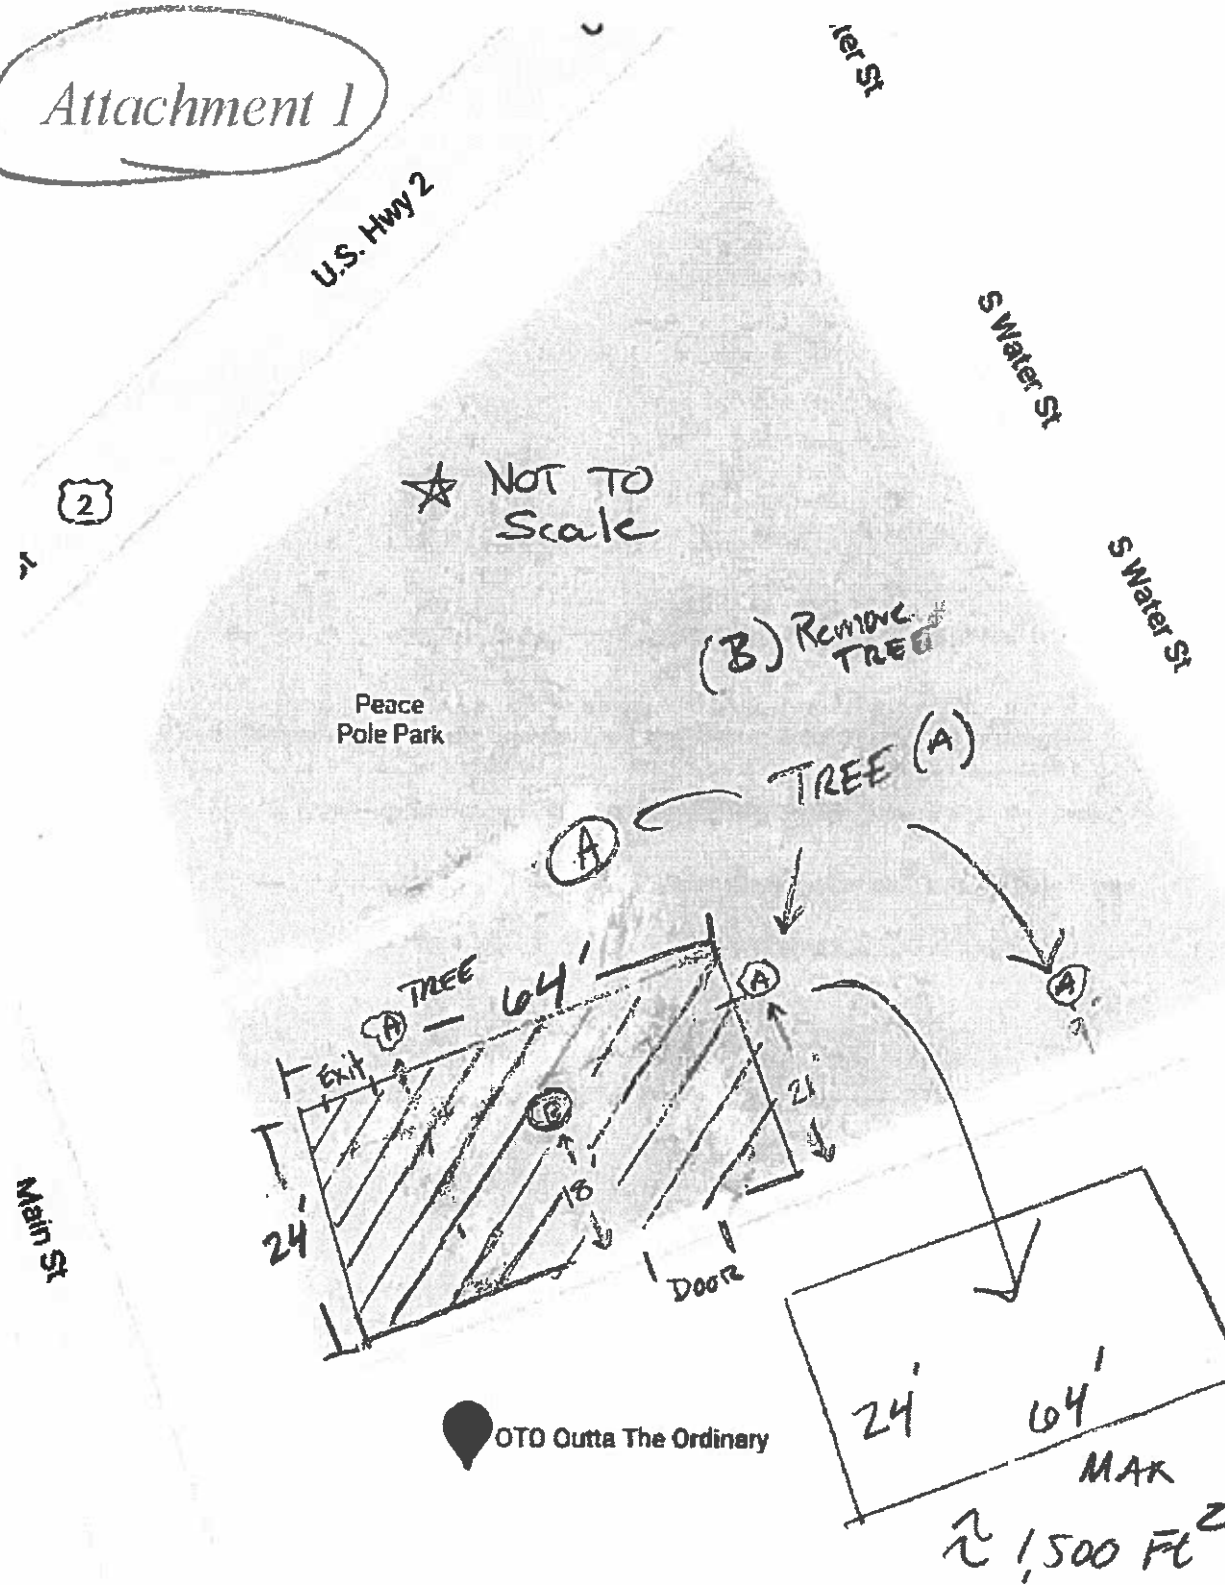 Attachment 1
ter St
U.S. Hwy 2
S Water St
2
NOT TO
Scale
S Water St
(B) Remove
TREE
Peace
Pole Park
TREE (A)
A
TREE
64'
A
A
A
Exit
B
21'
18'
24'
Main St
DOOR
24' 64'
MAX
OTO Outta The Ordinary
≈ 1,500 Ft²